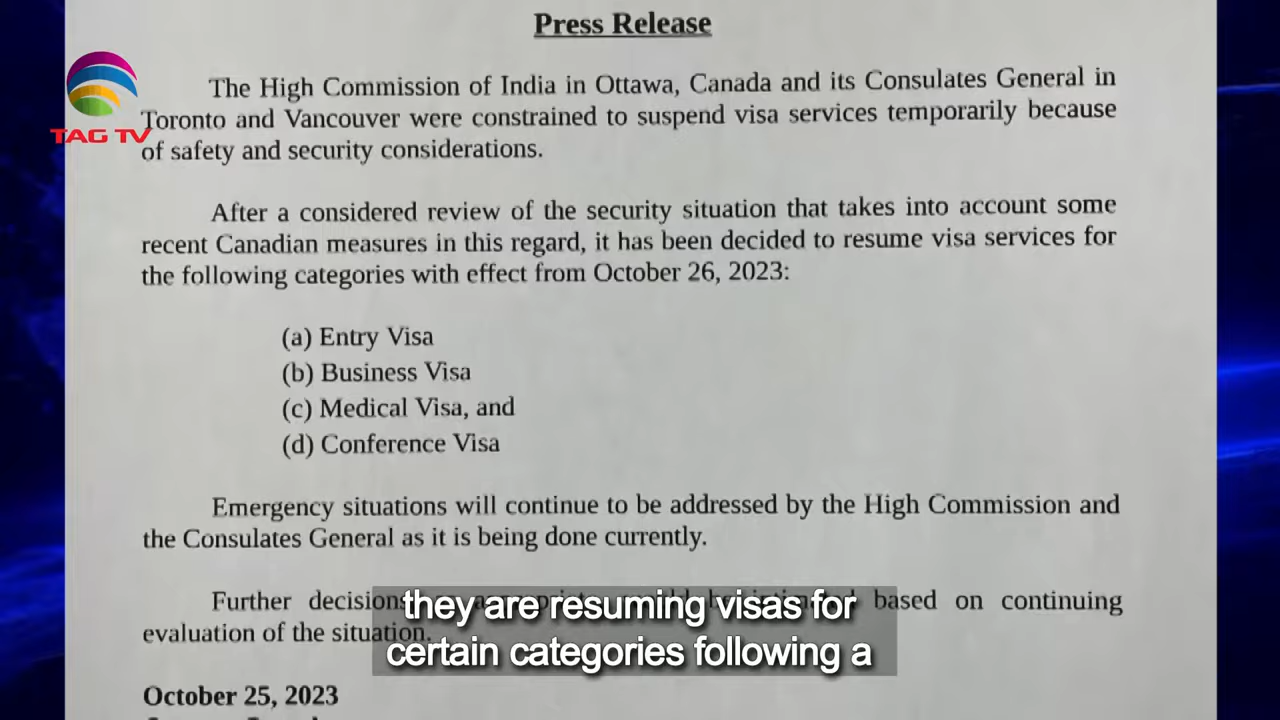 Press Release
The High Commission of India in Ottawa, Canada and its Consulates General in
TAG TV
Toronto and Vancouver were constrained to suspend visa services temporarily because
of safety and security considerations.
After a considered review of the security situation that takes into account some
recent Canadian measures in this regard, it has been decided to resume visa services for
the following categories with effect from October 26, 2023:
(a) Entry Visa
(b) Business Visa
(c) Medical Visa, and
(d) Conference Visa
Emergency situations will continue to be addressed by the High Commission and
the Consulates General as it is being done currently.
Further decisions based on continuing
evaluation of the situation.
they are resuming visas for
certain categories following a
October 25, 2023